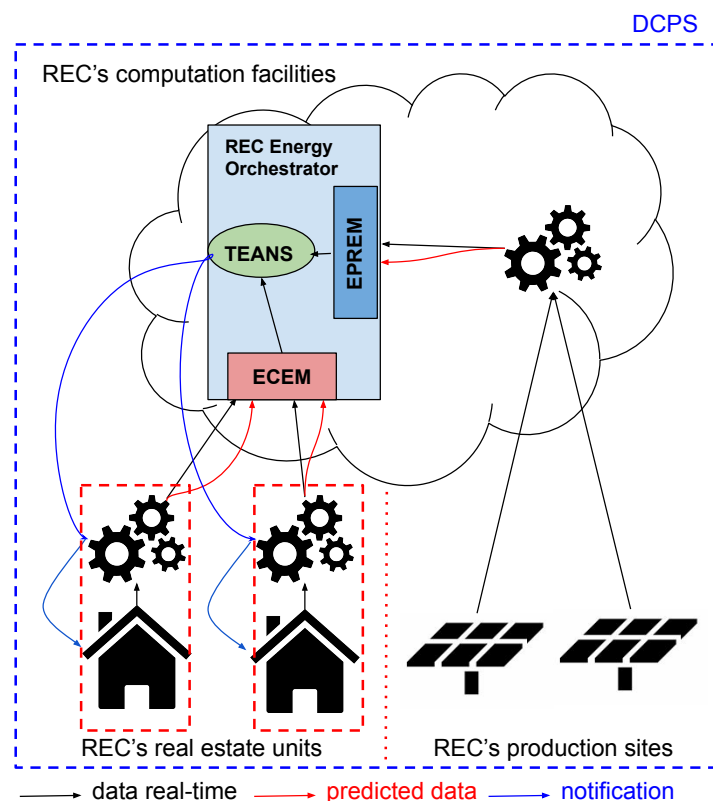 DCPS
REC's computation facilities
REC Energy
Orchestrator
TEANS
EPREM
ECEM
REC's real estate units
REC's production sites
data real-time
predicted data
notification